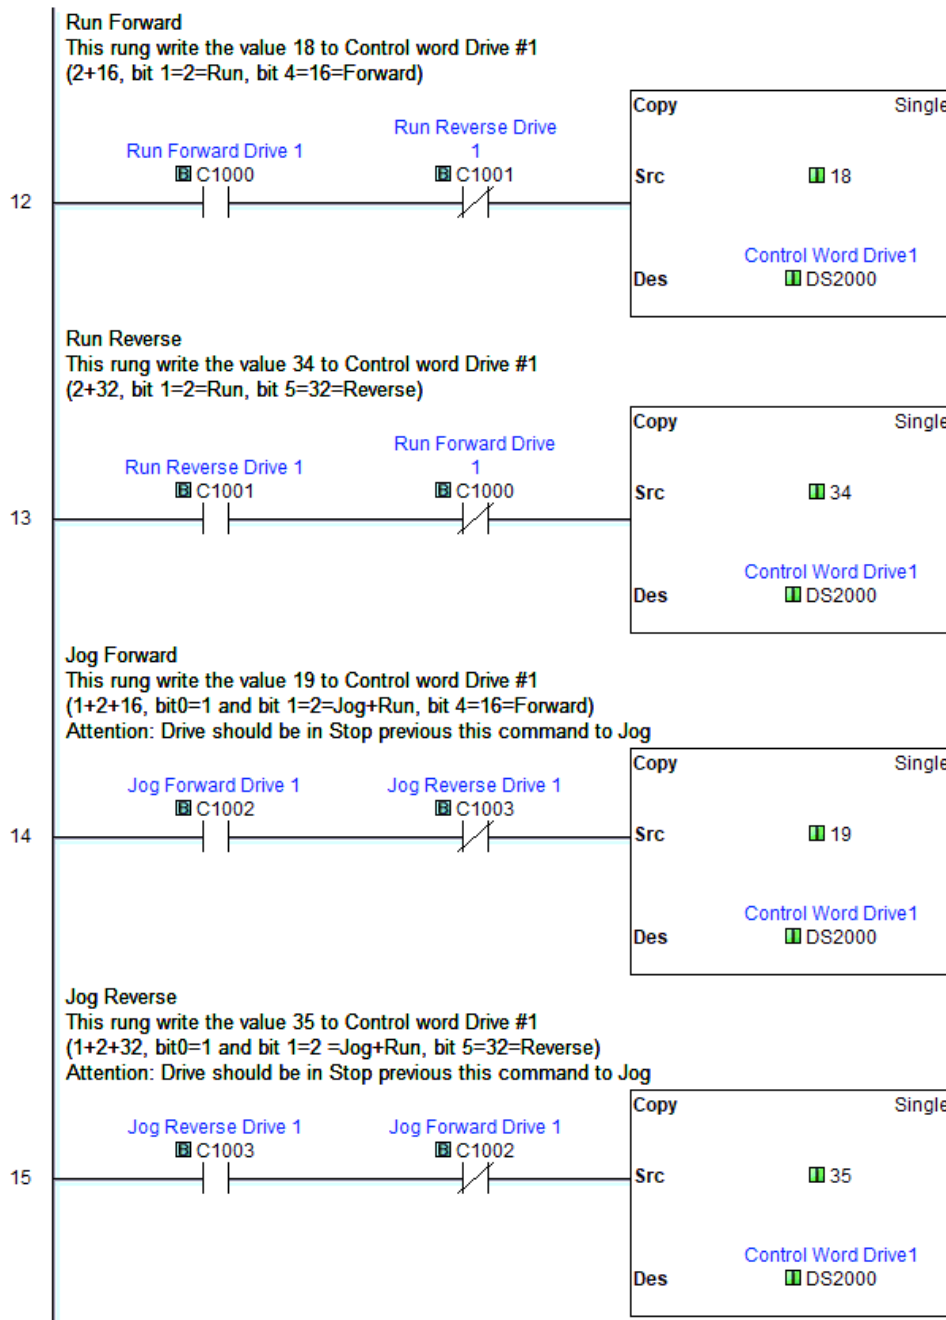 Run Forward
This rung write the value 18 to Control word Drive #1
(2+16, bit 1=2=Run, bit 4=16=Forward)
Copy Single
Run Reverse Drive
Run Forward Drive 1 1
B C1000 B C1001 Src 18
12
Control Word Drive1
Des DS2000
Run Reverse
This rung write the value 34 to Control word Drive #1
(2+32, bit 1=2=Run, bit 5=32=Reverse)
Copy Single
Run Forward Drive
Run Reverse Drive 1 1
B C1001 B C1000 Src 34
13
Control Word Drive1
Des DS2000
Jog Forward
This rung write the value 19 to Control word Drive #1
(1+2+16, bit0=1 and bit 1=2=Jog+Run, bit 4=16=Forward)
Attention: Drive should be in Stop previous this command to Jog
Copy Single
Jog Forward Drive 1 Jog Reverse Drive 1
B C1002 B C1003
14 Src 19
Control Word Drive1
Des DS2000
Jog Reverse
This rung write the value 35 to Control word Drive #1
(1+2+32, bit0=1 and bit 1=2 =Jog+Run, bit 5=32=Reverse)
Attention: Drive should be in Stop previous this command to Jog
Copy Single
Jog Reverse Drive 1 Jog Forward Drive 1
B C1003 B C1002
15 Src 35
Control Word Drive1
Des DS2000